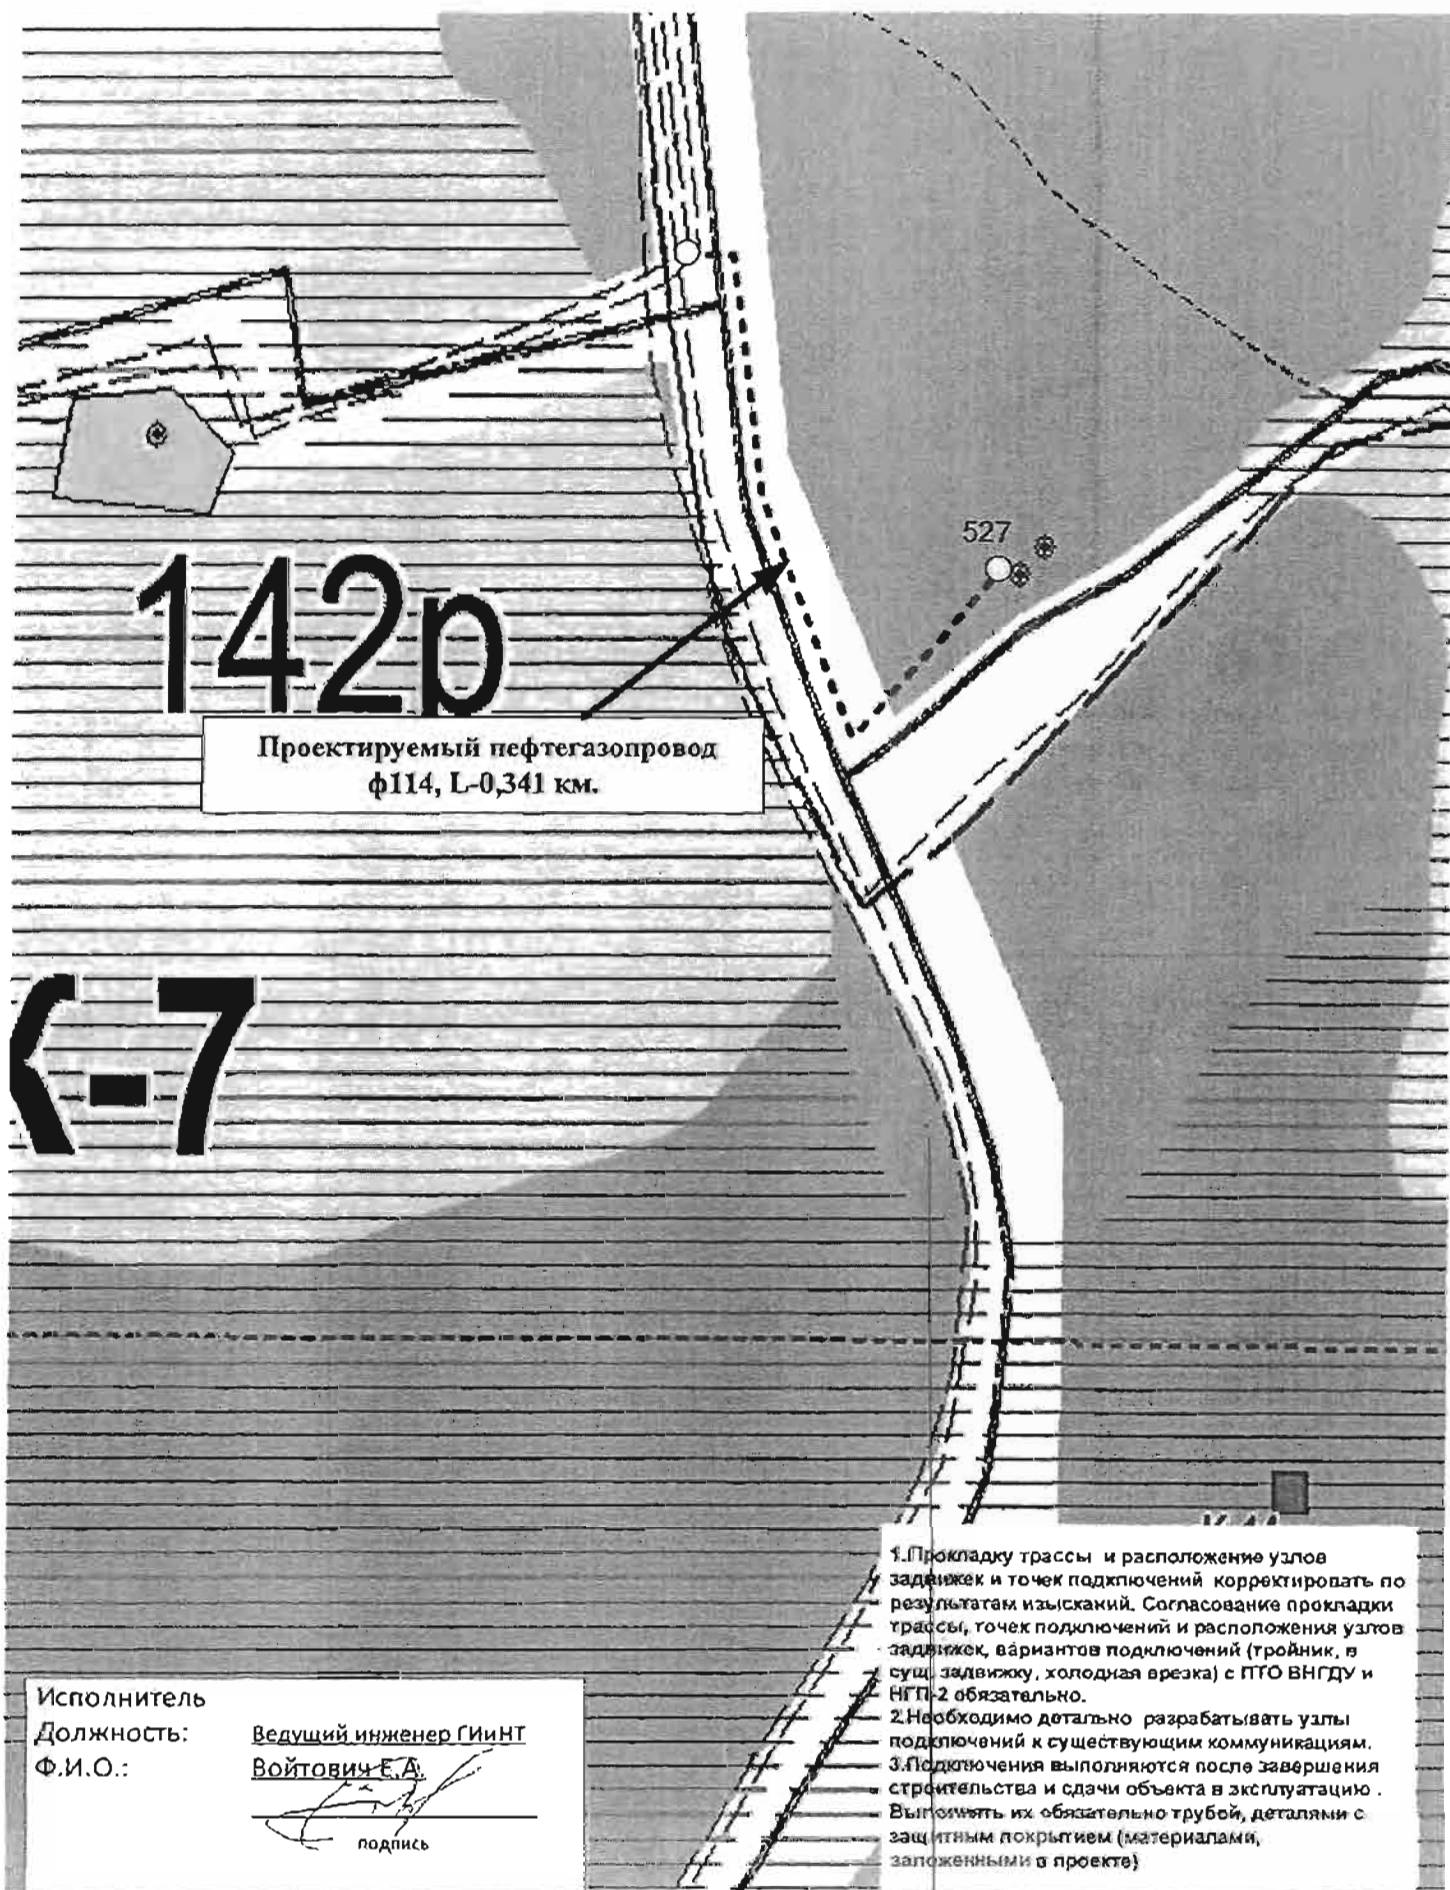 527
142р
Проектируемый нефтегазопровод
ф114, L-0,341 км.
К-7
1.Прокладку трассы и расположение узлов
задвижек и точек подключений корректировать по
результатам изысканий. Согласование прокладки
трассы, точек подключений и расположения узлов
задвижек, вариантов подключений (тройник, в
сущ. задвижку, холодная врезка) с ПТО ВНГДУ и
НГП-2 обязательно.
2.Необходимо детально разрабатывать узлы
подключений к существующим коммуникациям.
3.Подключения выполняются после завершения
строительства и сдачи объекта в эксплуатацию .
Выполнять их обязательно трубой, деталями с
защитным покрытием (материалами,
заложенными в проекте)
Исполнитель
Должность: Ведущий инженер ГИиНТ
Ф.И.О.: Войтович Е.А.
подпись